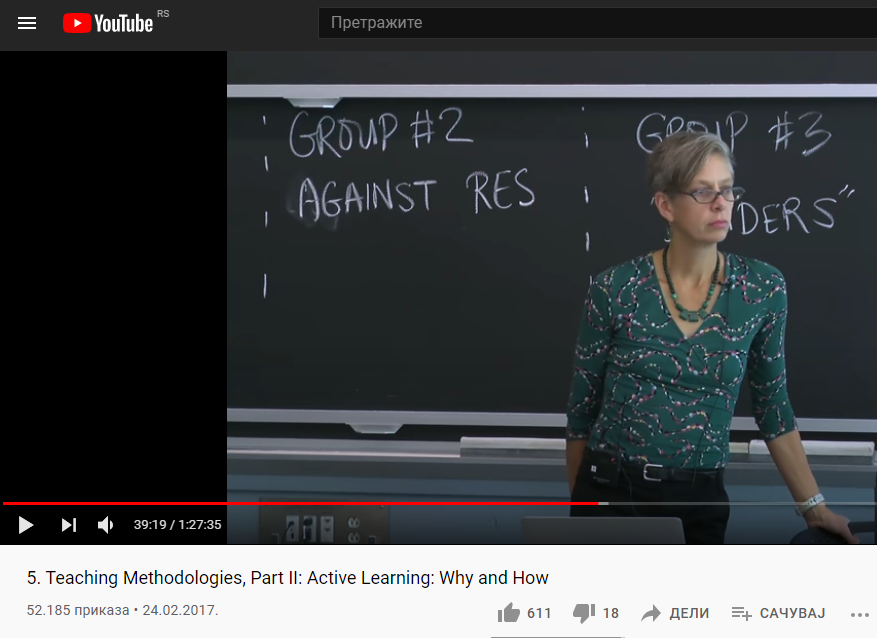 YouTube RS
Претражите
GROUP #2
GROUP #3
AGAINST RES
DERS"
39:19 / 1:27:35
5. Teaching Methodologies, Part II: Active Learning: Why and How
52.185 приказа • 24.02.2017.
611
18
ДЕЛИ
САЧУВАЈ